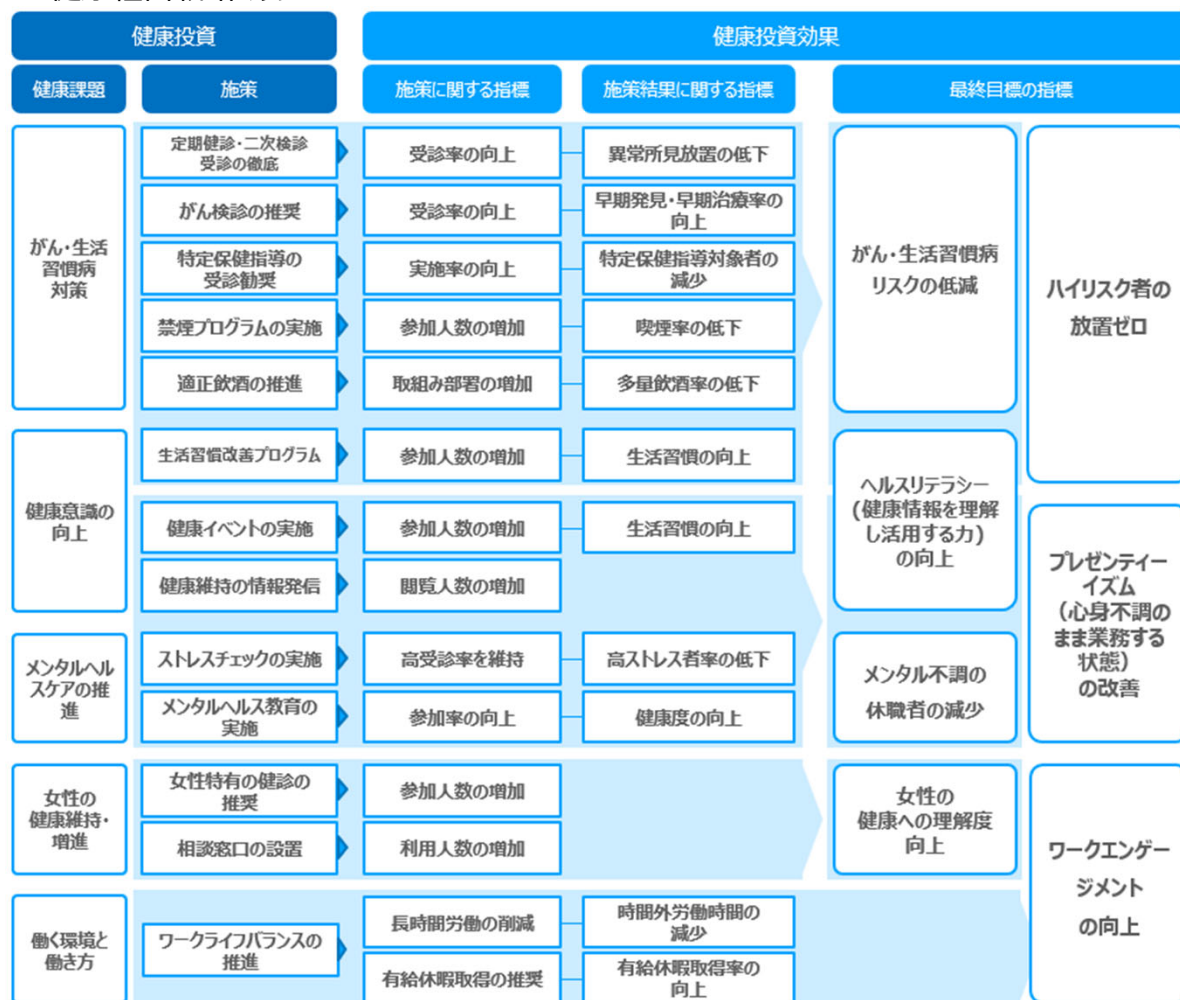 健康投資
健康投資効果
健康課題
施策
施策に関する指標
施策結果に関する指標
最終目標の指標
がん・生活
習慣病
対策
定期健診・二次検診
受診の徹底
受診率の向上
異常所見放置の低下
がん検診の推奨
受診率の向上
早期発見・早期治療率の
向上
特定保健指導の
受診勧奨
実施率の向上
特定保健指導対象者の
減少
禁煙プログラムの実施
参加人数の増加
喫煙率の低下
適正飲酒の推進
取組み部署の増加
多量飲酒率の低下
がん・生活習慣病
リスクの低減
ハイリスク者の
放置ゼロ
健康意識の
向上
生活習慣改善プログラム
参加人数の増加
生活習慣の向上
健康イベントの実施
参加人数の増加
生活習慣の向上
健康維持の情報発信
閲覧人数の増加
ヘルスリテラシー
(健康情報を理解
し活用する力)
の向上
プレゼンティー
イズム
（心身不調の
まま業務する
状態）
の改善
メンタルヘル
スケアの推
進
ストレスチェックの実施
高受診率を維持
高ストレス者率の低下
メンタルヘルス教育の
実施
参加率の向上
健康度の向上
メンタル不調の
休職者の減少
女性の
健康維持・
増進
女性特有の健診の
推奨
参加人数の増加
相談窓口の設置
利用人数の増加
女性の
健康への理解度
向上
ワークエンゲー
ジメント
の向上
働く環境と
働き方
ワークライフバランスの
推進
長時間労働の削減
時間外労働時間の
減少
有給休暇取得の推奨
有給休暇取得率の
向上